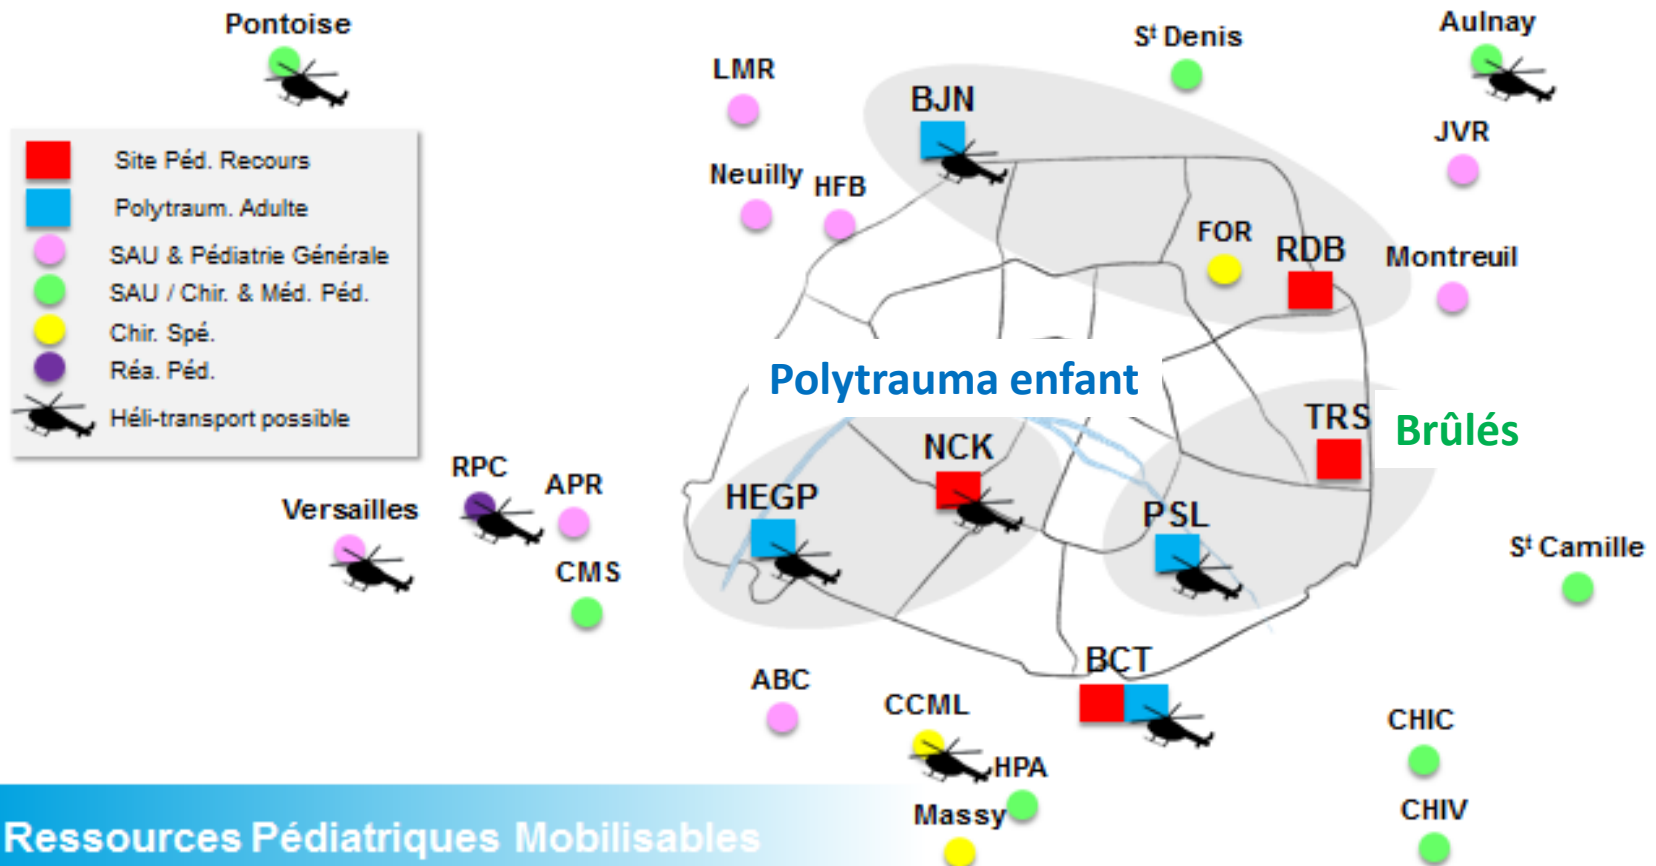 Pontoise
St Denis
Aulnay
LMR
BJN
JVR
Site Péd. Recours
Polytraum. Adulte
SAU & Pédiatrie Générale
SAU / Chir. & Méd. Péd.
Chir. Spé.
Réa. Péd.
Héli-transport possible
Neuilly
HFB
FOR
RDB
Montreuil
Polytrauma enfant
TRS
Brûlés
NCK
RPC
APR
HEGP
Versailles
PSL
CMS
St Camille
BCT
ABC
CCML
CHIC
HPA
Massy
CHIV
Ressources Pédiatriques Mobilisables